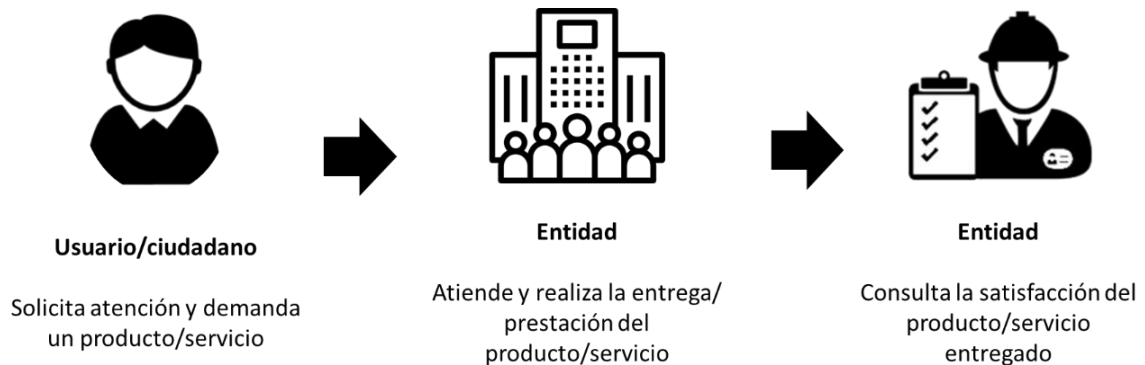 Usuario/ciudadano
Solicita atención y demanda
un producto/servicio
Entidad
Atiende y realiza la entrega/
prestación del
producto/servicio
Entidad
Consulta la satisfacción del
producto/servicio
entregado